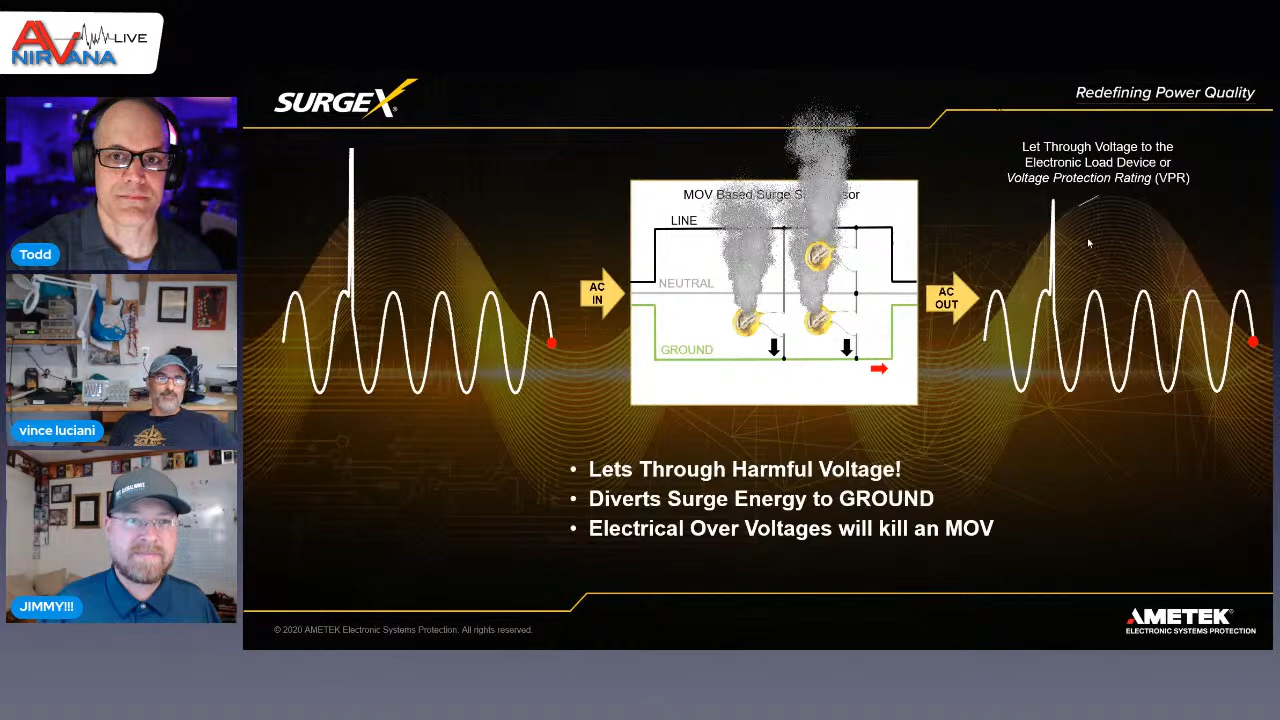 AV LIVE
NIRVANA
SURGEX®
Redefining Power Quality
Todd
vince luciani
JIMMY!!!
Let Through Voltage to the
Electronic Load Device or
Voltage Protection Rating (VPR)
MOV Based Surge S
sor
LINE
NEUTRAL
GROUND
AC
IN
AC
OUT
• Lets Through Harmful Voltage!
• Diverts Surge Energy to GROUND
• Electrical Over Voltages will kill an MOV
© 2020 AMETEK Electronic Systems Protection. All rights reserved.
AMETEK®
ELECTRONIC SYSTEMS PROTECTION